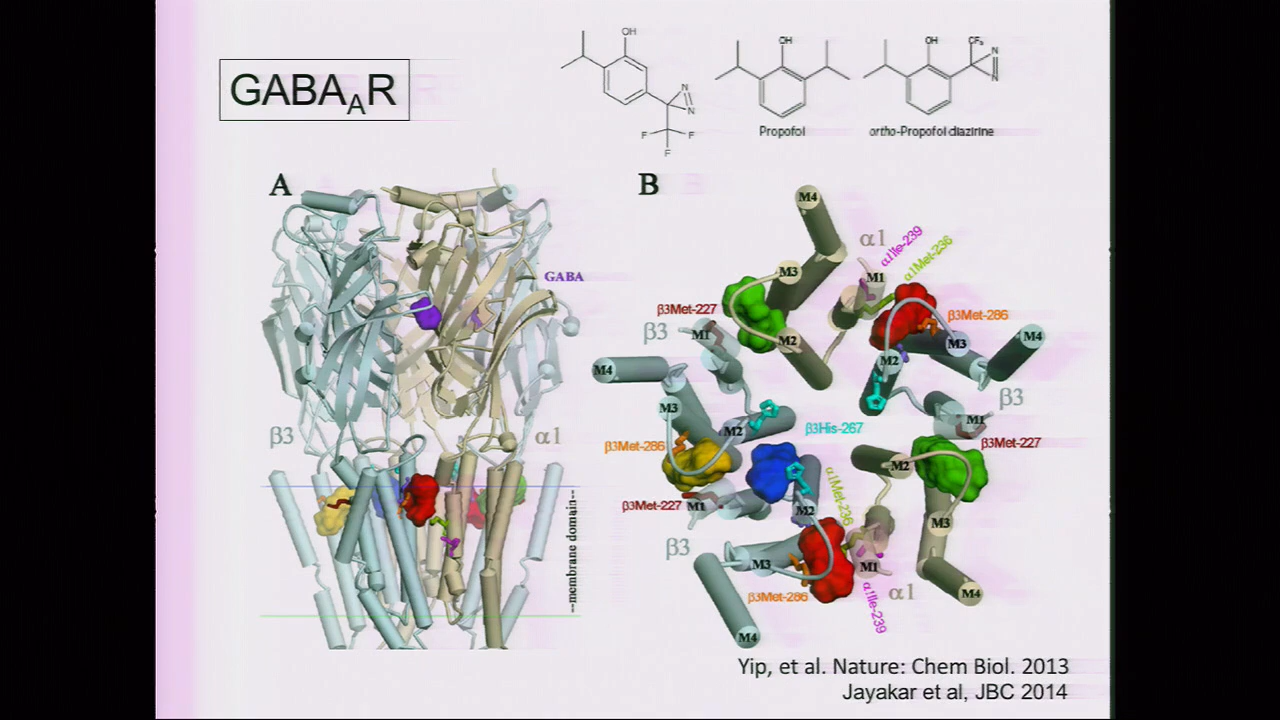 GABA_AR
OH
N
N
F
F
F
OH
Propofol
OH
CF₃
N
N
ortho-Propofol diazirine
A
GABA
β3
α1
--membrane domain--
B
M4
α1
α1Ile-239
α1Met-236
M3
M1
β3Met-227
β3
M1
M2
β3Met-286
M3
M4
M2
M4
M3
β3
M1
β3Met-227
M2
β3His-267
β3Met-286
M2
β3Met-227
M1
M2
α1Met-236
M3
β3
M3
M1
β3Met-286
α1Ile-239
α1
M4
M4
Yip, et al. Nature: Chem Biol. 2013
Jayakar et al, JBC 2014